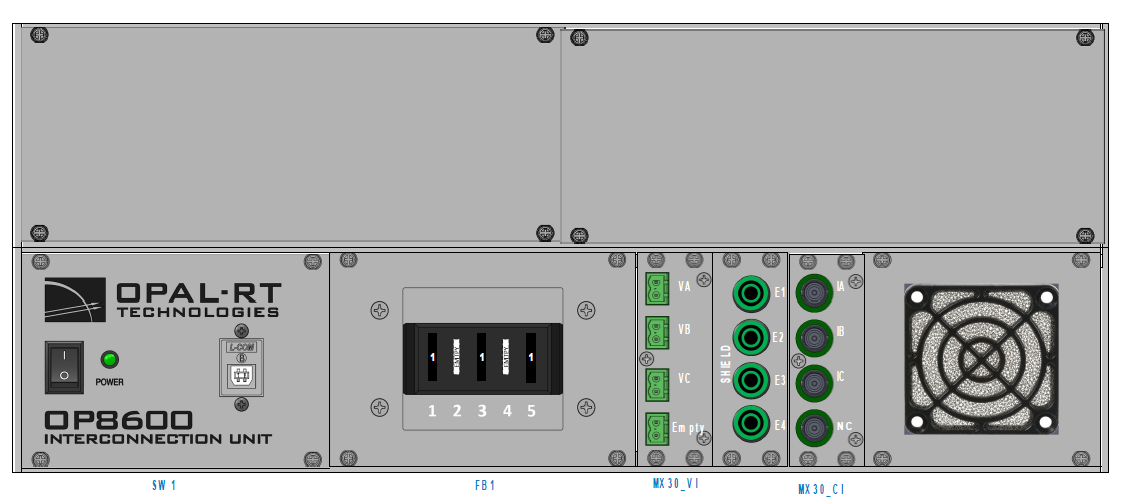 OPAL-RT
TECHNOLOGIES
L-COM
B
POWER
OP8600
INTERCONNECTION UNIT
1 EMPTY 1 EMPTY 1
1 2 3 4 5
VA
VB
VC
Empty
SHIELD
E1
E2
E3
E4
IA
IB
IC
NC
SW1
FB1
MX30_VI
MX30_CI